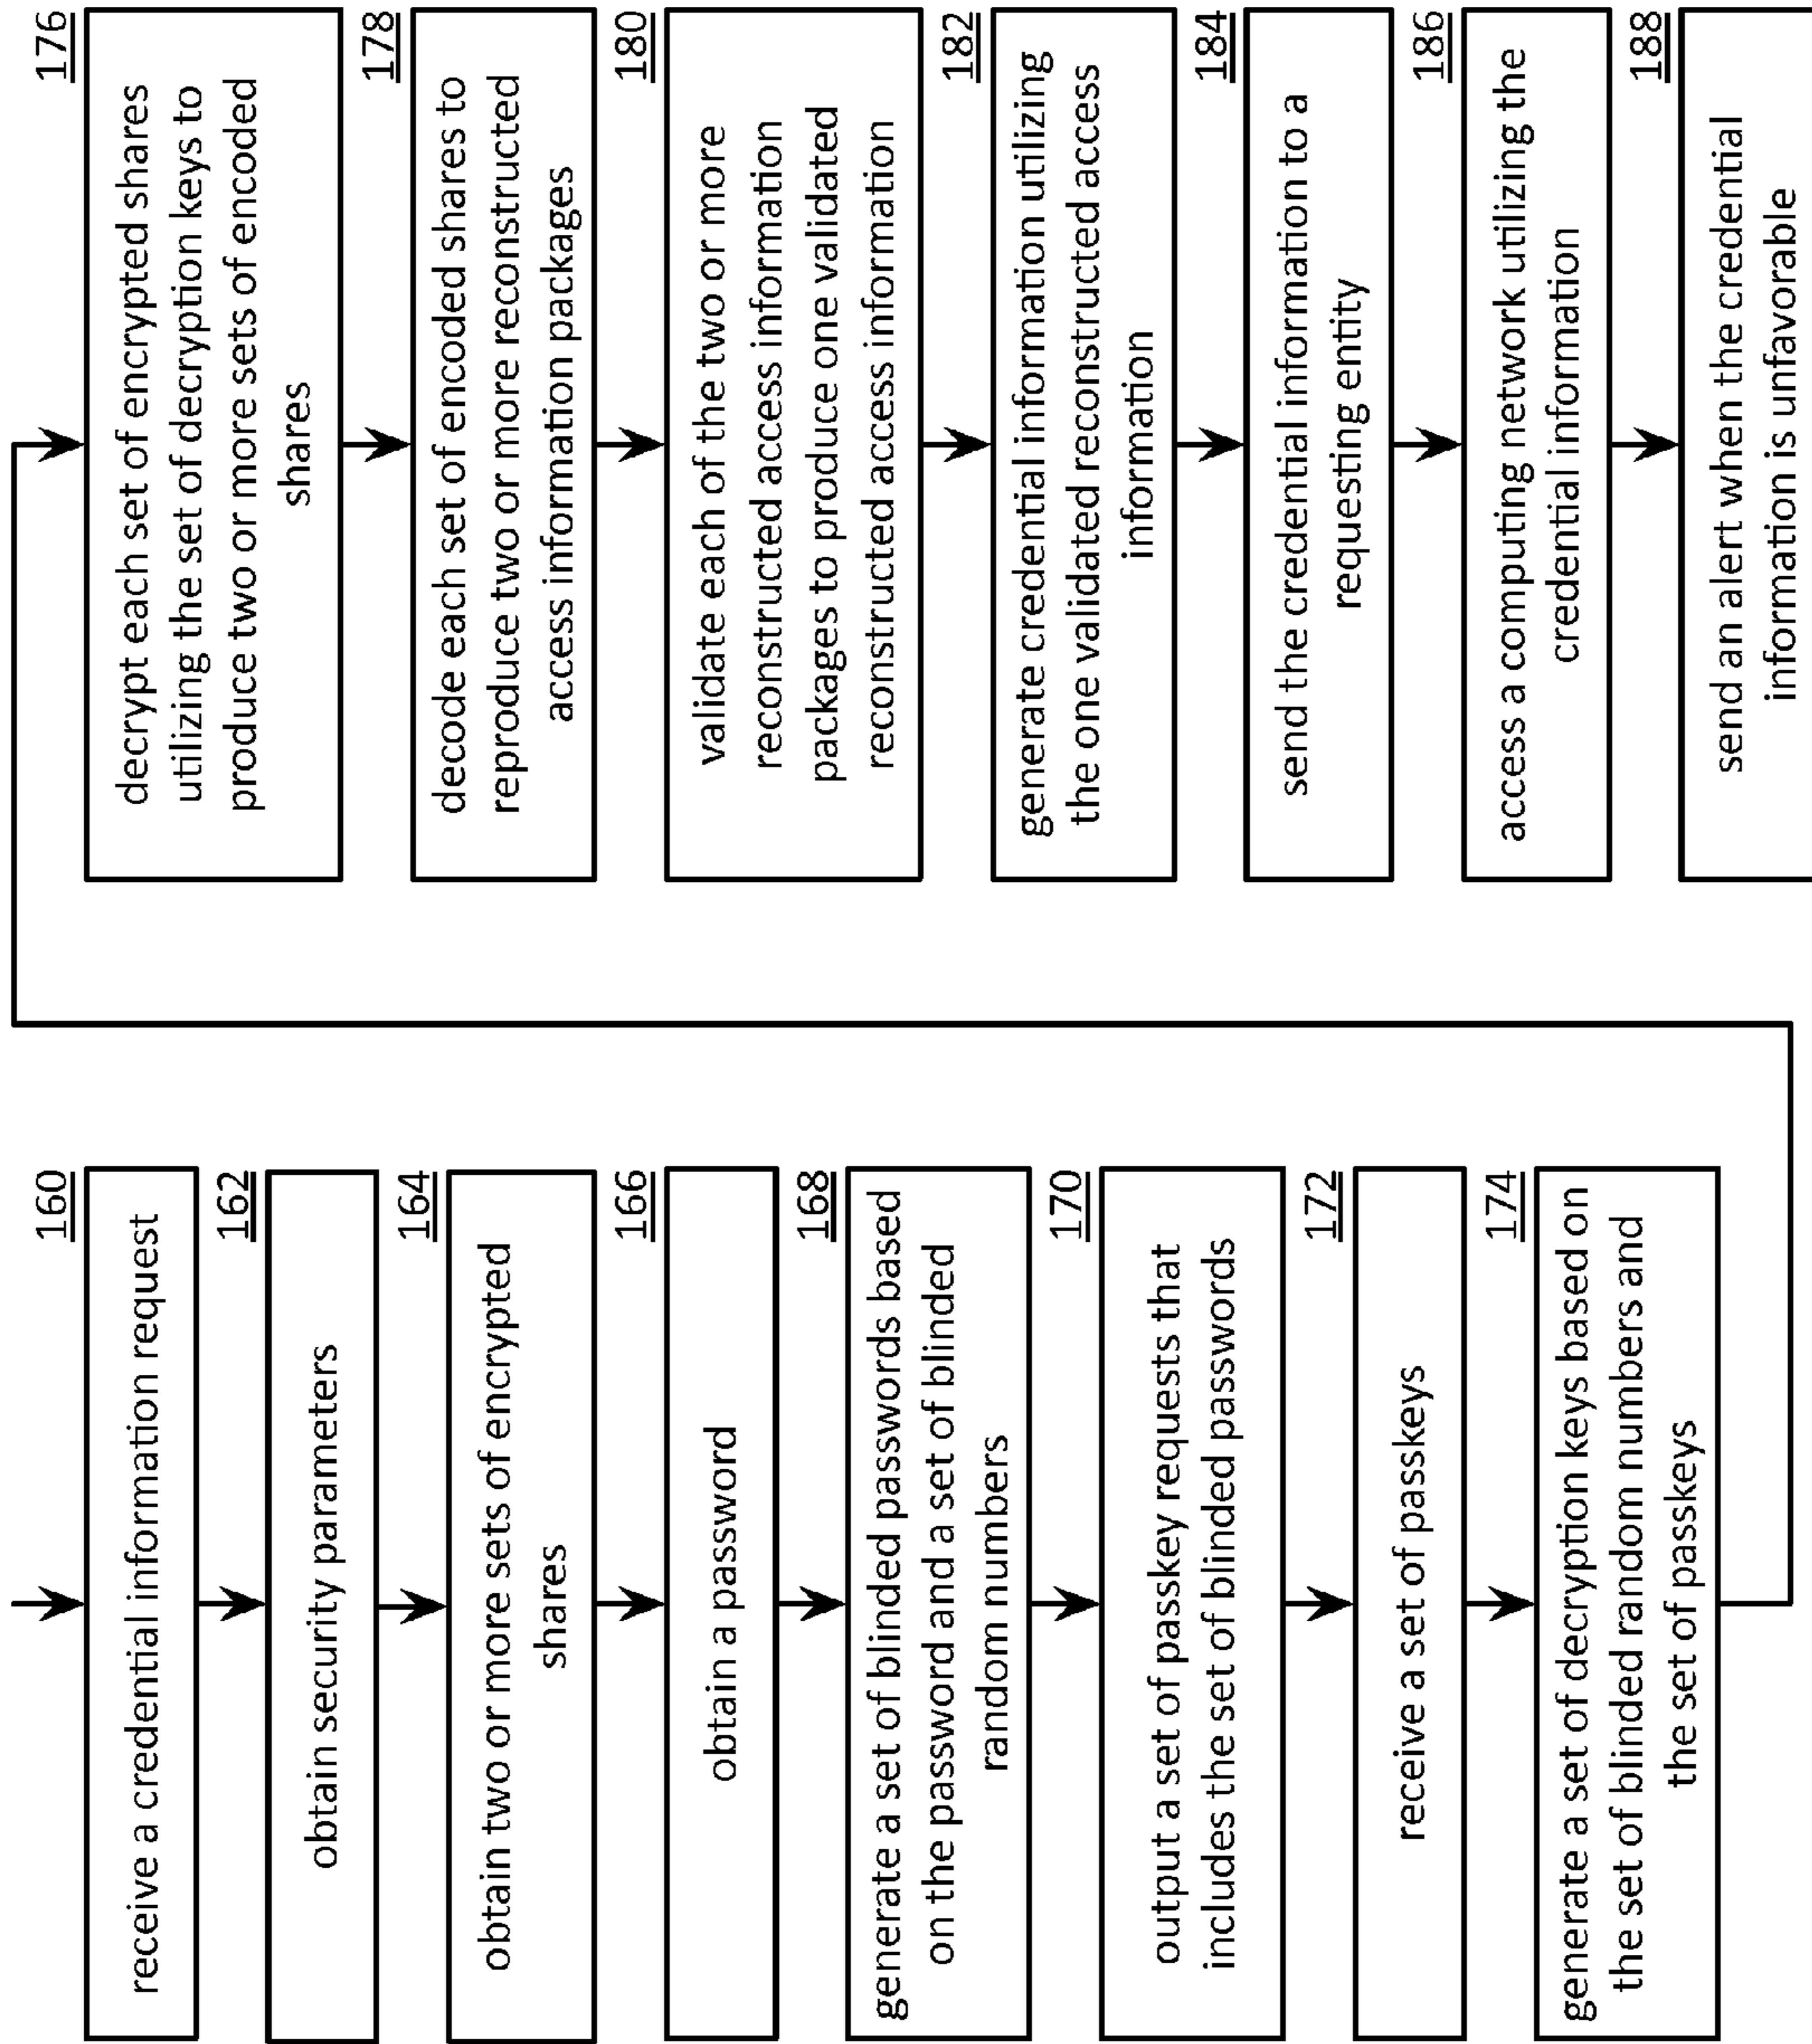 160
receive a credential information request
162
obtain security parameters
164
obtain two or more sets of encrypted
shares
166
obtain a password
168
generate a set of blinded passwords based
on the password and a set of blinded
random numbers
170
output a set of passkey requests that
includes the set of blinded passwords
172
receive a set of passkeys
174
generate a set of decryption keys based on
the set of blinded random numbers and
the set of passkeys
176
decrypt each set of encrypted shares
utilizing the set of decryption keys to
produce two or more sets of encoded
shares
178
decode each set of encoded shares to
reproduce two or more reconstructed
access information packages
180
validate each of the two or more
reconstructed access information
packages to produce one validated
reconstructed access information
182
generate credential information utilizing
the one validated reconstructed access
information
184
send the credential information to a
requesting entity
186
access a computing network utilizing the
credential information
188
send an alert when the credential
information is unfavorable